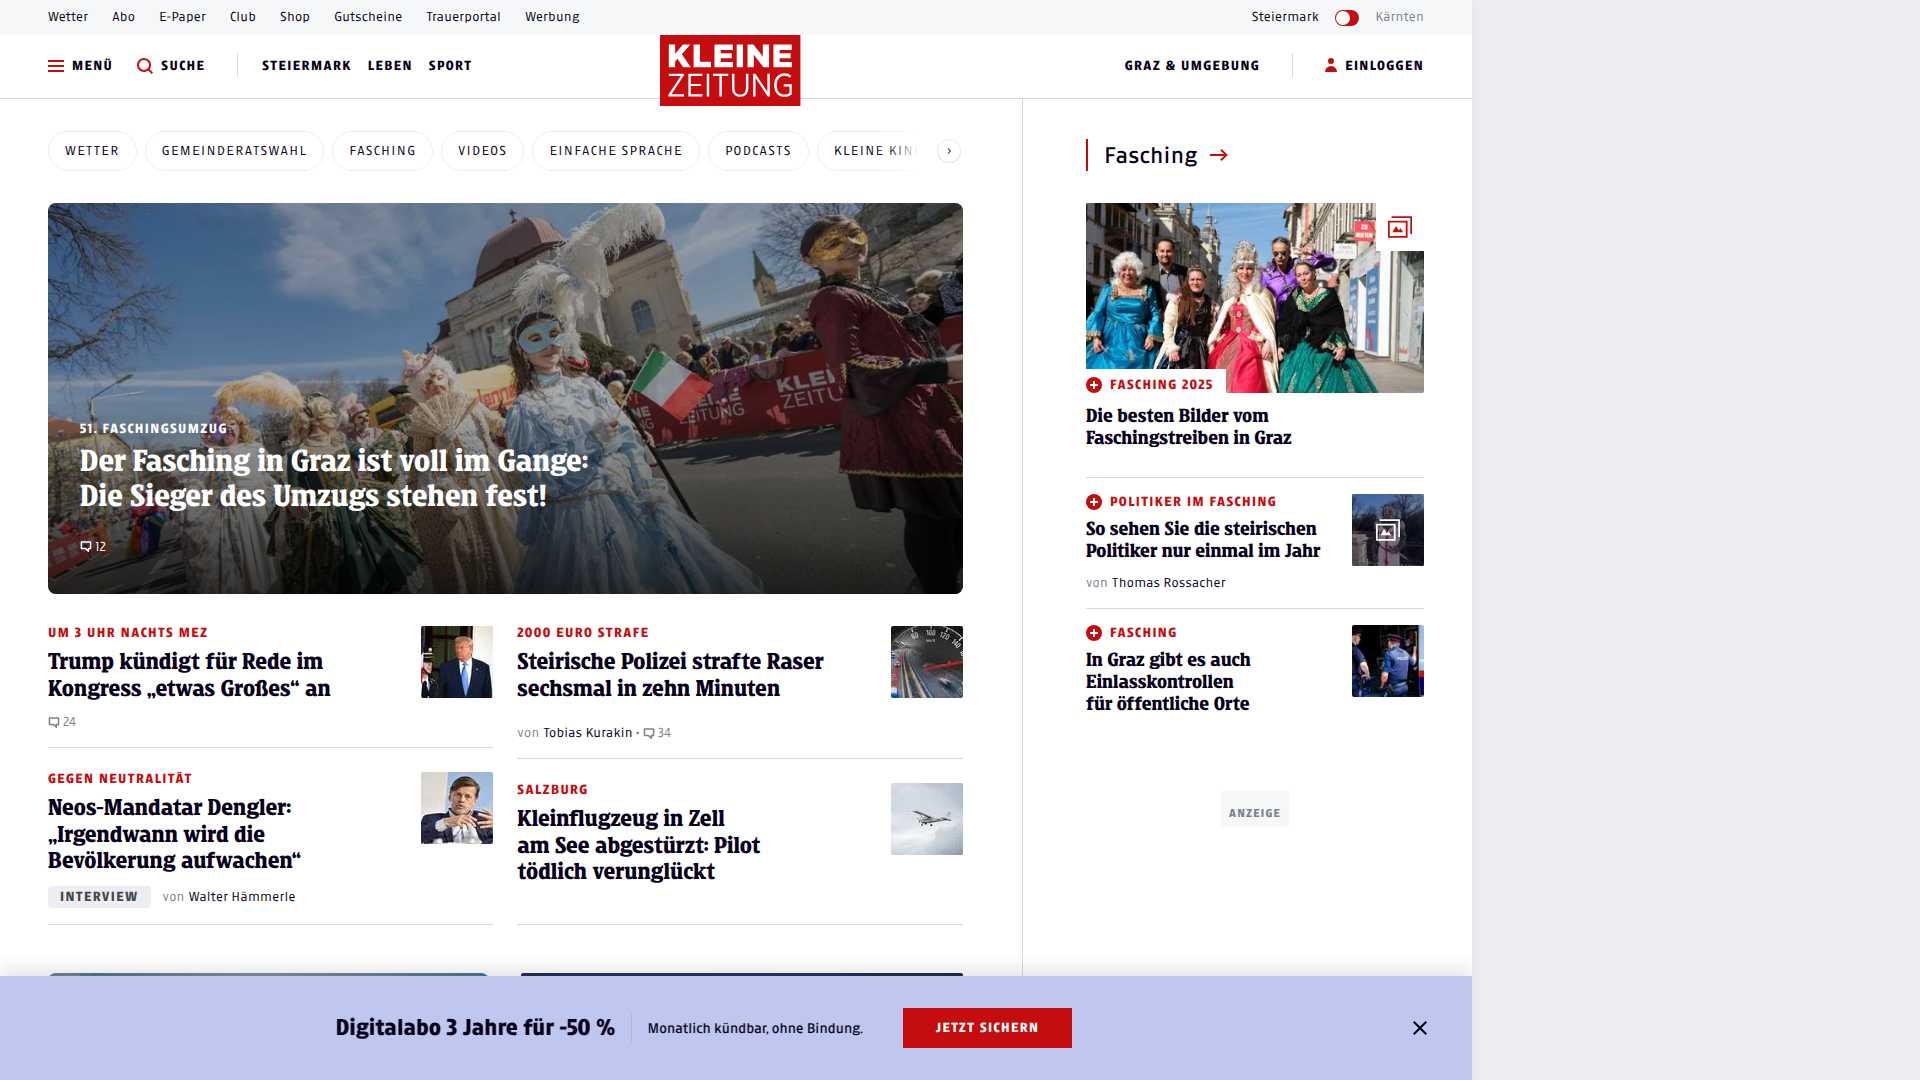 Wetter Abo E-Paper Club Shop Gutscheine Trauerportal Werbung Steiermark Kärnten
MENÜ SUCHE STEIERMARK LEBEN SPORT KLEINE ZEITUNG GRAZ & UMGEBUNG EINLOGGEN
WETTER GEMEINDERATSWAHL FASCHING VIDEOS EINFACHE SPRACHE PODCASTS KLEINE KIN
51. FASCHINGSUMZUG
Der Fasching in Graz ist voll im Gange:
Die Sieger des Umzugs stehen fest!
12
UM 3 UHR NACHTS MEZ
Trump kündigt für Rede im
Kongress „etwas Großes“ an
24
2000 EURO STRAFE
Steirische Polizei strafte Raser
sechsmal in zehn Minuten
von Tobias Kurakin · 34
GEGEN NEUTRALITÄT
Neos-Mandatar Dengler:
„Irgendwann wird die
Bevölkerung aufwachen“
INTERVIEW von Walter Hämmerle
SALZBURG
Kleinflugzeug in Zell
am See abgestürzt: Pilot
tödlich verunglückt
Fasching
FASCHING 2025
Die besten Bilder vom
Faschingstreiben in Graz
POLITIKER IM FASCHING
So sehen Sie die steirischen
Politiker nur einmal im Jahr
von Thomas Rossacher
FASCHING
In Graz gibt es auch
Einlasskontrollen
für öffentliche Orte
ANZEIGE
Digitalabo 3 Jahre für -50 % Monatlich kündbar, ohne Bindung. JETZT SICHERN